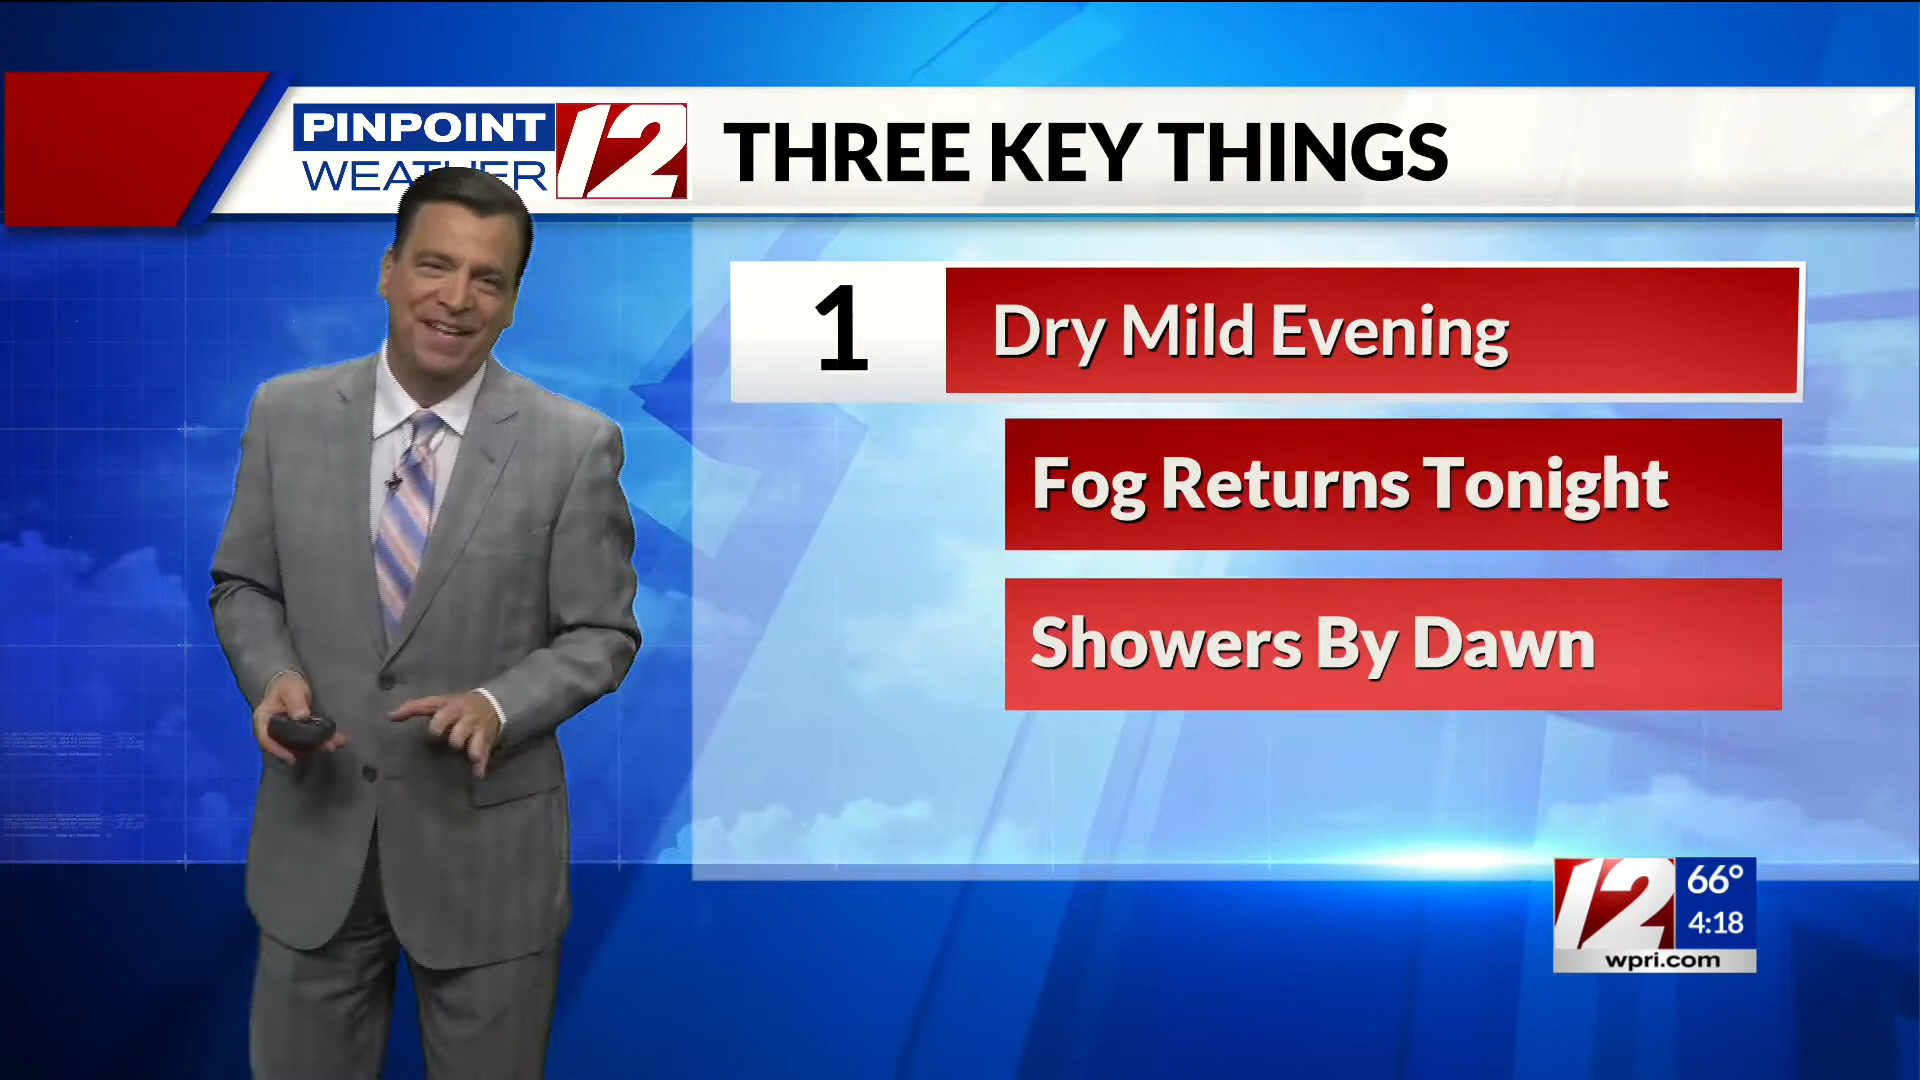 PINPOINT
WEATHER
12
THREE KEY THINGS
1
Dry Mild Evening
Fog Returns Tonight
Showers By Dawn
12
66°
4:18
wpri.com